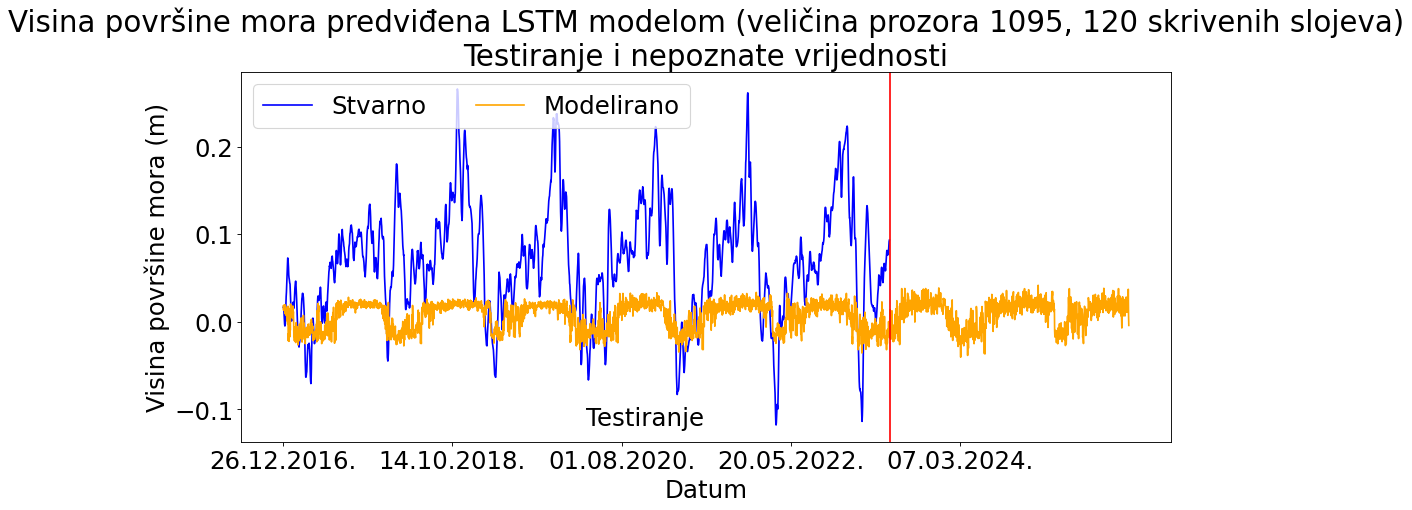 Visina površine mora predviđena LSTM modelom (veličina prozora 1095, 120 skrivenih slojeva)
Testiranje i nepoznate vrijednosti
Stvarno
Modelirano
Visina površine mora (m)
0.2
0.1
0.0
−0.1
Testiranje
26.12.2016.
14.10.2018.
01.08.2020.
20.05.2022.
07.03.2024.
Datum